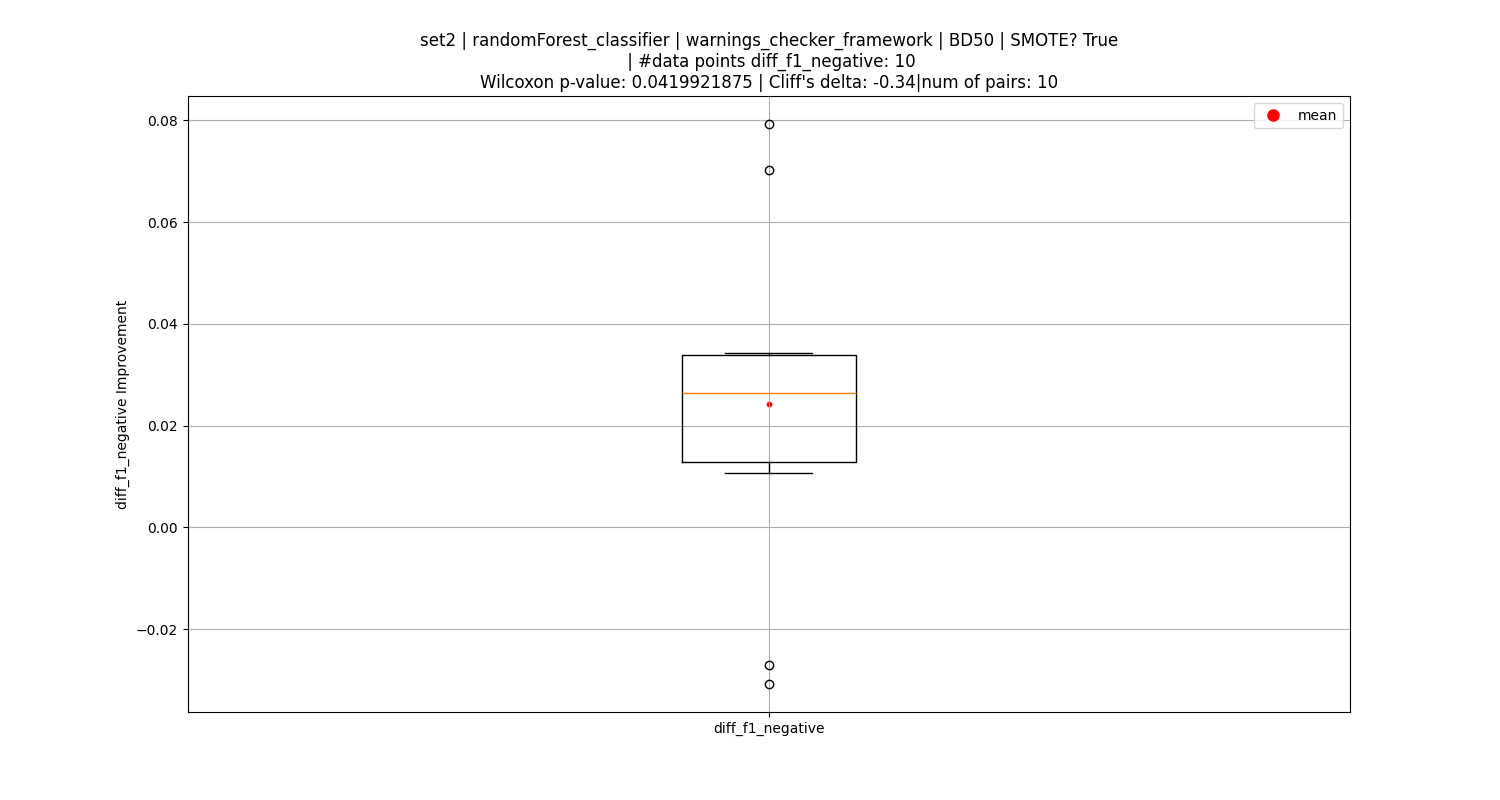 set2 | randomForest_classifier | warnings_checker_framework | BD50 | SMOTE? True
| #data points diff_f1_negative: 10
Wilcoxon p-value: 0.0419921875 | Cliff's delta: -0.34|num of pairs: 10
mean
0.08
0.06
0.04
0.02
0.00
−0.02
diff_f1_negative Improvement
diff_f1_negative